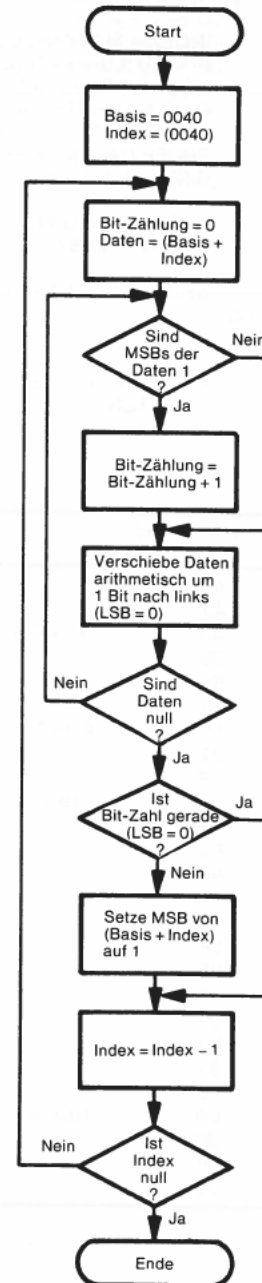 Start
Basis = 0040
Index = (0040)
Bit-Zählung = 0
Daten = (Basis +
Index)
Sind
MSBs der
Daten 1
?
Nein
Ja
Bit-Zählung =
Bit-Zählung + 1
Verschiebe Daten
arithmetisch um
1 Bit nach links
(LSB = 0)
Nein
Sind
Daten
null
?
Ja
Ist
Bit-Zahl gerade
(LSB = 0)
?
Ja
Nein
Setze MSB von
(Basis + Index)
auf 1
Index = Index – 1
Nein
Ist
Index
null
?
Ja
Ende